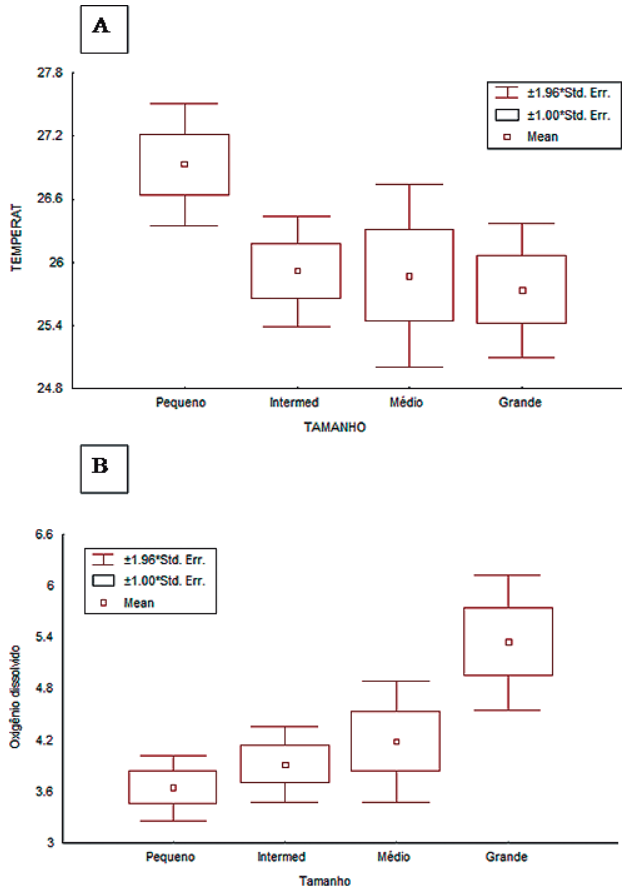 A
27.8
27.2
26.6
26
25.4
24.8
TEMPERAT
±1.96*Std. Err.
±1.00*Std. Err.
Mean
Pequeno Intermed Médio Grande
TAMANHO
B
6.6
6
5.4
4.8
4.2
3.6
3
Oxigênio dissolvido
±1.96*Std. Err.
±1.00*Std. Err.
Mean
Pequeno Intermed Médio Grande
Tamanho